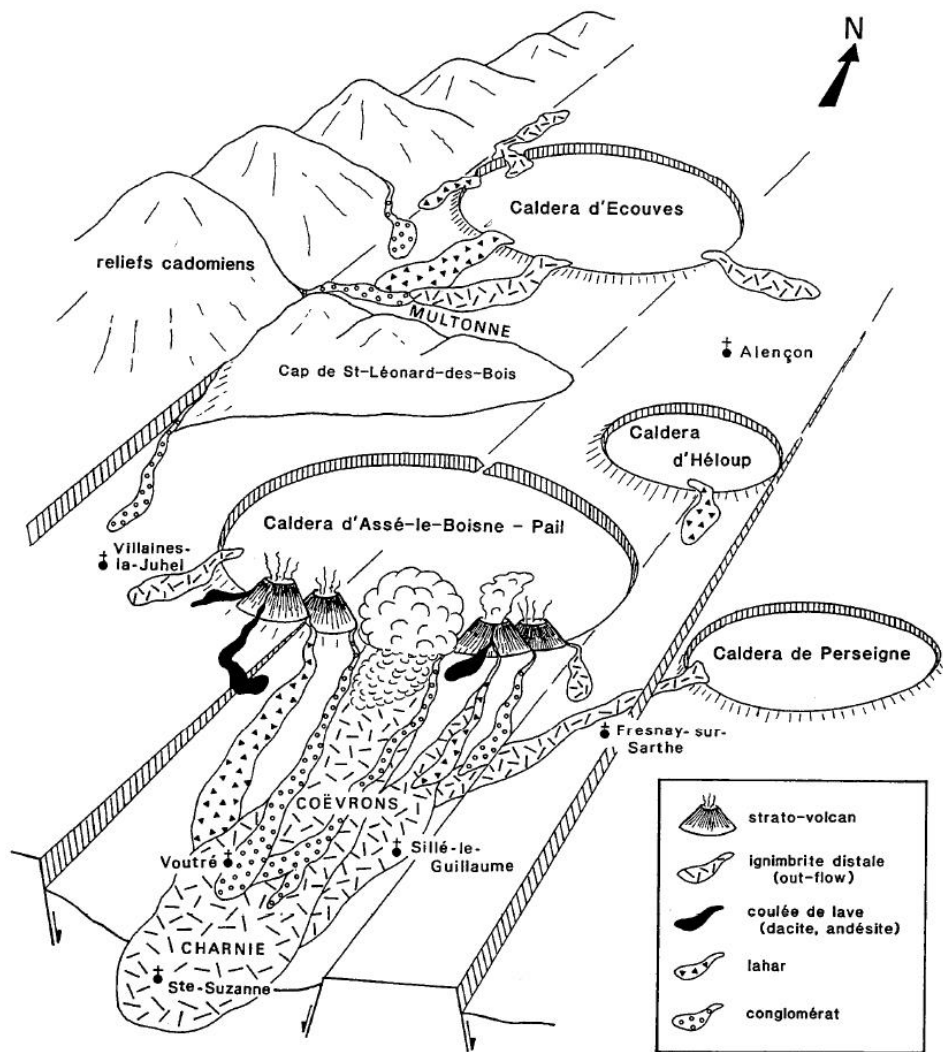 N
Caldera d'Ecouves
reliefs cadomiens
MULTONNE
Alençon
Cap de St-Léonard-des-Bois
Caldera
d'Héloup
Caldera d'Assé-le-Boisne - Pail
Villaines-
la-Juhel
Caldera de Perseigne
Fresnay-sur-
Sarthe
COËVRONS
Voutré
Sillé-le-
Guillaume
CHARNIE
Ste-Suzanne
strato-volcan
ignimbrite distale
(out-flow)
coulée de lave
(dacite, andésite)
lahar
conglomérat